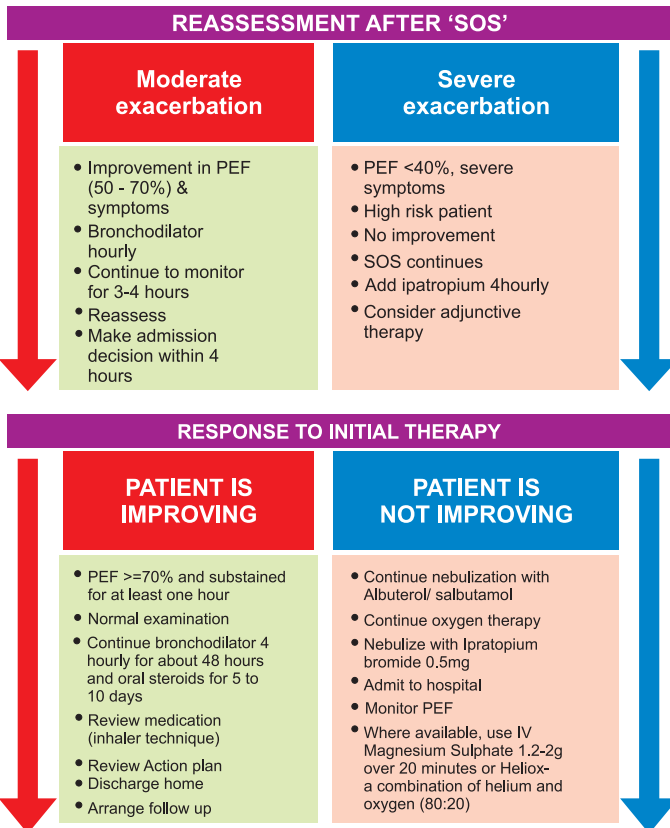 REASSESSMENT AFTER ‘SOS’
Moderate
exacerbation
• Improvement in PEF
(50 - 70%) &
symptoms
• Bronchodilator
hourly
• Continue to monitor
for 3-4 hours
• Reassess
• Make admission
decision within 4
hours
Severe
exacerbation
• PEF <40%, severe
symptoms
• High risk patient
• No improvement
• SOS continues
• Add ipatropium 4hourly
• Consider adjunctive
therapy
RESPONSE TO INITIAL THERAPY
PATIENT IS
IMPROVING
• PEF >=70% and substained
for at least one hour
• Normal examination
• Continue bronchodilator 4
hourly for about 48 hours
and oral steroids for 5 to
10 days
• Review medication
(inhaler technique)
• Review Action plan
• Discharge home
• Arrange follow up
PATIENT IS
NOT IMPROVING
• Continue nebulization with
Albuterol/ salbutamol
• Continue oxygen therapy
• Nebulize with Ipratopium
bromide 0.5mg
• Admit to hospital
• Monitor PEF
• Where available, use IV
Magnesium Sulphate 1.2-2g
over 20 minutes or Heliox-
a combination of helium and
oxygen (80:20)